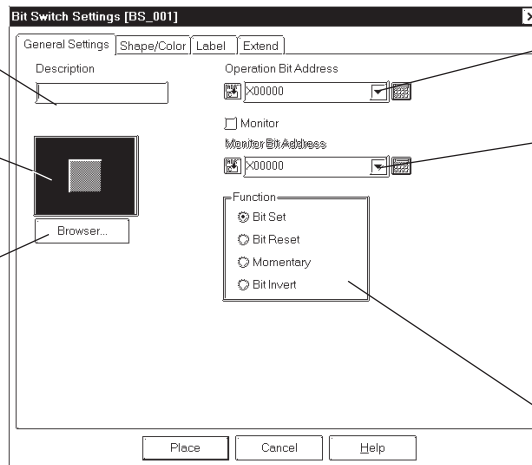 Bit Switch Settings [BS_001]
General Settings Shape/Color Label Extend
Description
Operation Bit Address
X00000
Monitor
Monitor Bit Address
X00000
Browser...
Function
Bit Set
Bit Reset
Momentary
Bit Invert
Place Cancel Help